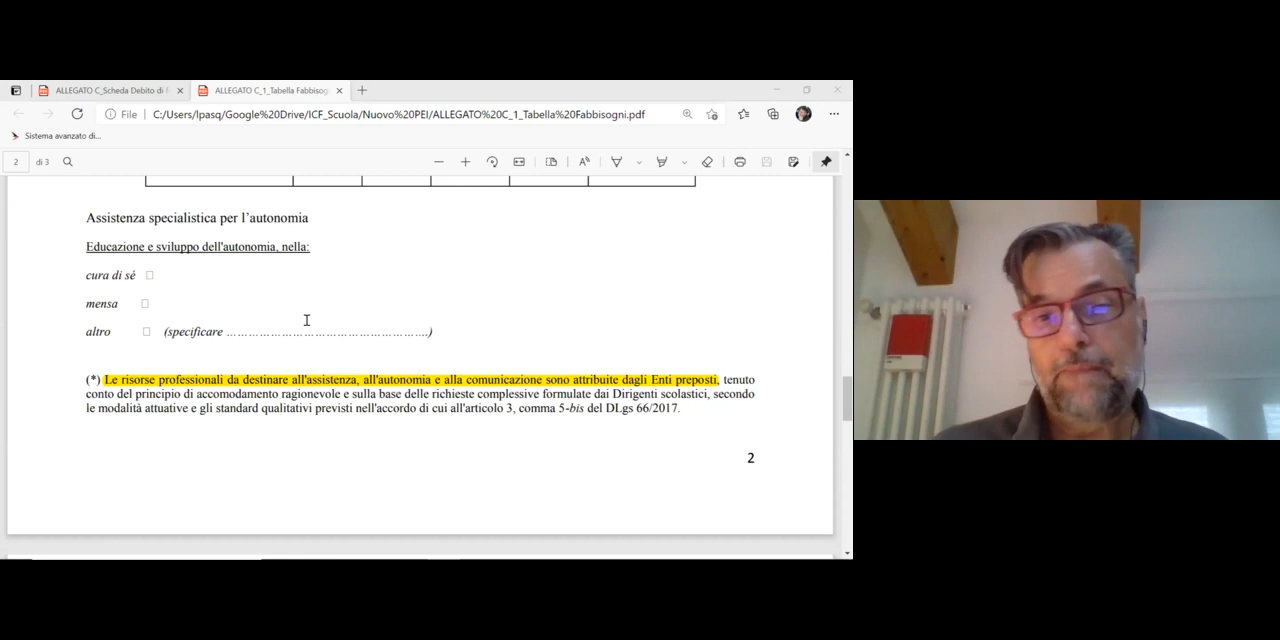 ALLEGATO C_Scheda Debito di f
ALLEGATO C_1_Tabella Fabbisogn
File
C:/Users/lpasq/Google%20Drive/ICF_Scuola/Nuovo%20PEI/ALLEGATO%20C_1_Tabella%20Fabbisogni.pdf
Sistema avanzato di...
2 di 3
Assistenza specialistica per l’autonomia
Educazione e sviluppo dell'autonomia, nella:
cura di sé □
mensa □
altro □ (specificare ……………………………………………….)
(*) Le risorse professionali da destinare all'assistenza, all'autonomia e alla comunicazione sono attribuite dagli Enti preposti, tenuto
conto del principio di accomodamento ragionevole e sulla base delle richieste complessive formulate dai Dirigenti scolastici, secondo
le modalità attuative e gli standard qualitativi previsti nell'accordo di cui all'articolo 3, comma 5-bis del DLgs 66/2017.
2